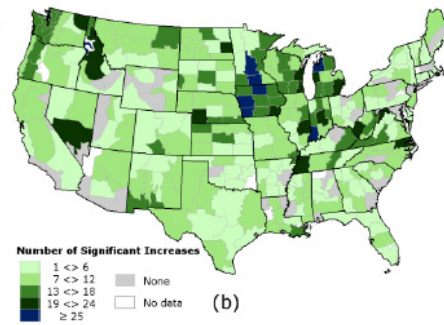 Number of Significant Increases
1 <> 6
7 <> 12
13 <> 18
19 <> 24
≥ 25
None
No data
(b)